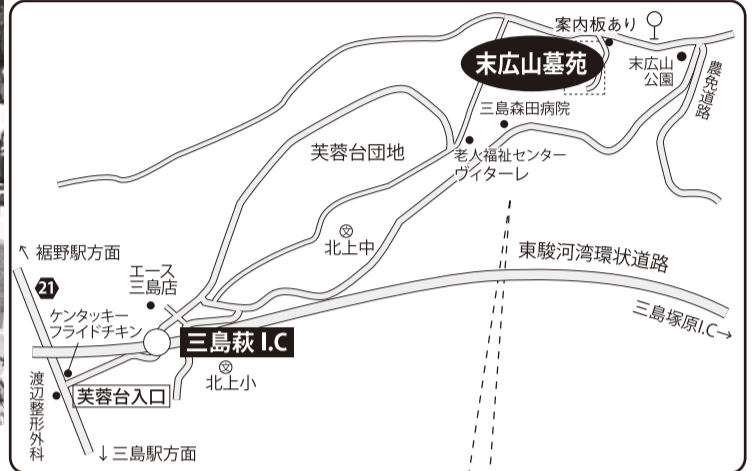 案内板あり
末広山墓苑
末広山
公園
農免道路
三島森田病院
芙蓉台団地
老人福祉センター
ヴィターレ
北上中
文
東駿河湾環状道路
↖裾野駅方面
21
エース
三島店
ケンタッキー
フライドチキン
三島萩 I.C
三島塚原I.C→
文
北上小
芙蓉台入口
渡辺整形外科
↓三島駅方面